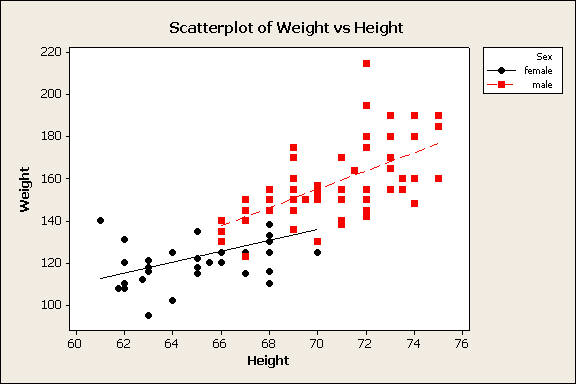 Scatterplot of Weight vs Height
Sex
female
male
220
200
180
160
140
120
100
Weight
60 62 64 66 68 70 72 74 76
Height